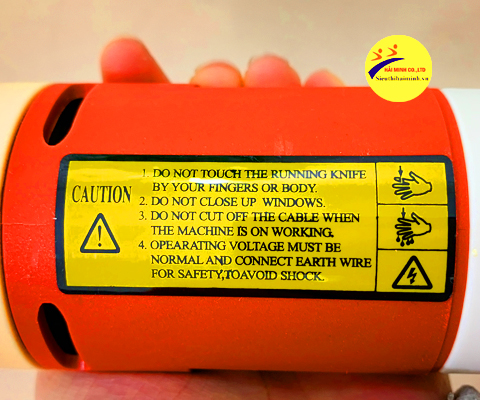 HẢI MINH CO.,LTD
Sieuthihaiminh.vn
CAUTION
1. DO NOT TOUCH THE RUNNING KNIFE
BY YOUR FINGERS OR BODY.
2. DO NOT CLOSE UP WINDOWS.
3. DO NOT CUT OFF THE CABLE WHEN
THE MACHINE IS ON WORKING.
4. OPEARATING VOLTAGE MUST BE
NORMAL AND CONNECT EARTH WIRE
FOR SAFETY,TOAVOID SHOCK.